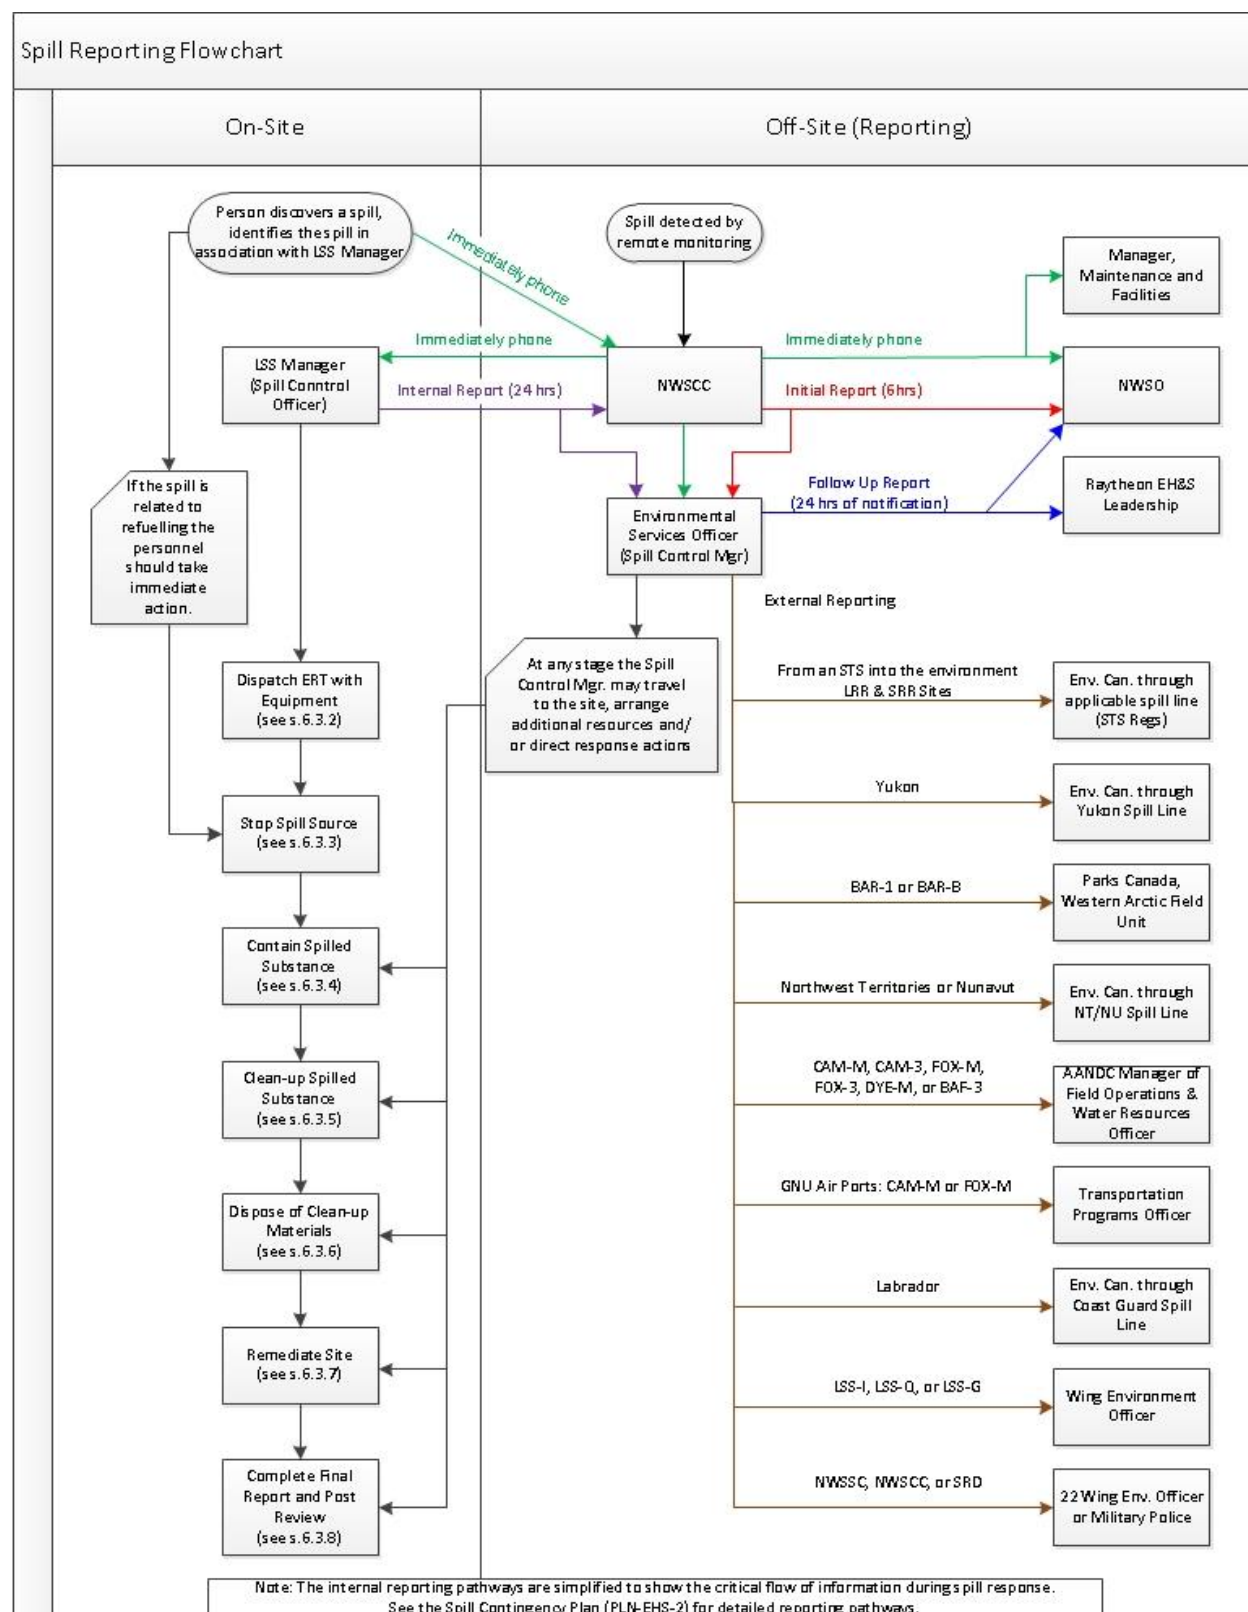 Spill Reporting Flowchart
On-Site
Off-Site (Reporting)
Person discovers a spill,
identifies the spill in
association with LSS Manager
Spill detected by
remote monitoring
Immediately phone
Manager,
Maintenance and
Facilities
Immediately phone
Immediately phone
LSS Manager
(Spill Conntrol
Officer)
Internal Report (24 hrs)
NWSCC
Initial Report (6hrs)
NWSO
If the spill is
related to
refuelling the
personnel
should take
immediate
action.
Follow Up Report
(24 hrs of notification)
Raytheon EH&S
Leadership
Environmental
Services Officer
(Spill Control Mgr)
External Reporting
At any stage the Spill
Control Mgr. may travel
to the site, arrange
additional resources and/
or direct response actions
Dispatch ERT with
Equipment
(see s.6.3.2)
From an STS into the environment
LRR & SRR Sites
Env. Can. through
applicable spill line
(STS Regs)
Stop Spill Source
(see s.6.3.3)
Yukon
Env. Can. through
Yukon Spill Line
BAR-1 or BAR-B
Parks Canada,
Western Arctic Field
Unit
Contain Spilled
Substance
(see s.6.3.4)
Northwest Territories or Nunavut
Env. Can. through
NT/NU Spill Line
Clean-up Spilled
Substance
(see s.6.3.5)
CAM-M, CAM-3, FOX-M,
FOX-3, DYE-M, or BAF-3
AANDC Manager of
Field Operations &
Water Resources
Officer
Dispose of Clean-up
Materials
(see s.6.3.6)
GNU Air Ports: CAM-M or FOX-M
Transportation
Programs Officer
Labrador
Env. Can. through
Coast Guard Spill
Line
Remediate Site
(see s.6.3.7)
LSS-I, LSS-Q, or LSS-G
Wing Environment
Officer
Complete Final
Report and Post
Review
(see s.6.3.8)
NWSSC, NWSCC, or SRD
22 Wing Env. Officer
or Military Police
Note: The internal reporting pathways are simplified to show the critical flow of information during spill response.
See the Spill Contingency Plan (PLN-EHS-2) for detailed reporting pathways.